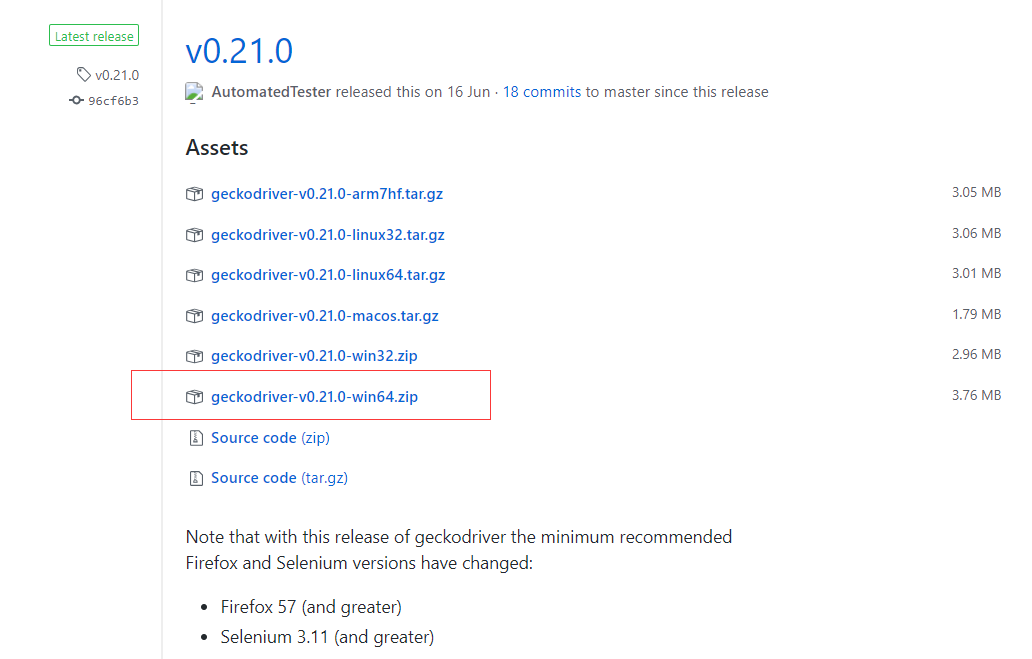 Latest release
v0.21.0
96cf6b3
v0.21.0
AutomatedTester released this on 16 Jun · 18 commits to master since this release
Assets
geckodriver-v0.21.0-arm7hf.tar.gz 3.05 MB
geckodriver-v0.21.0-linux32.tar.gz 3.06 MB
geckodriver-v0.21.0-linux64.tar.gz 3.01 MB
geckodriver-v0.21.0-macos.tar.gz 1.79 MB
geckodriver-v0.21.0-win32.zip 2.96 MB
geckodriver-v0.21.0-win64.zip 3.76 MB
Source code (zip)
Source code (tar.gz)
Note that with this release of geckodriver the minimum recommended
Firefox and Selenium versions have changed:
• Firefox 57 (and greater)
• Selenium 3.11 (and greater)